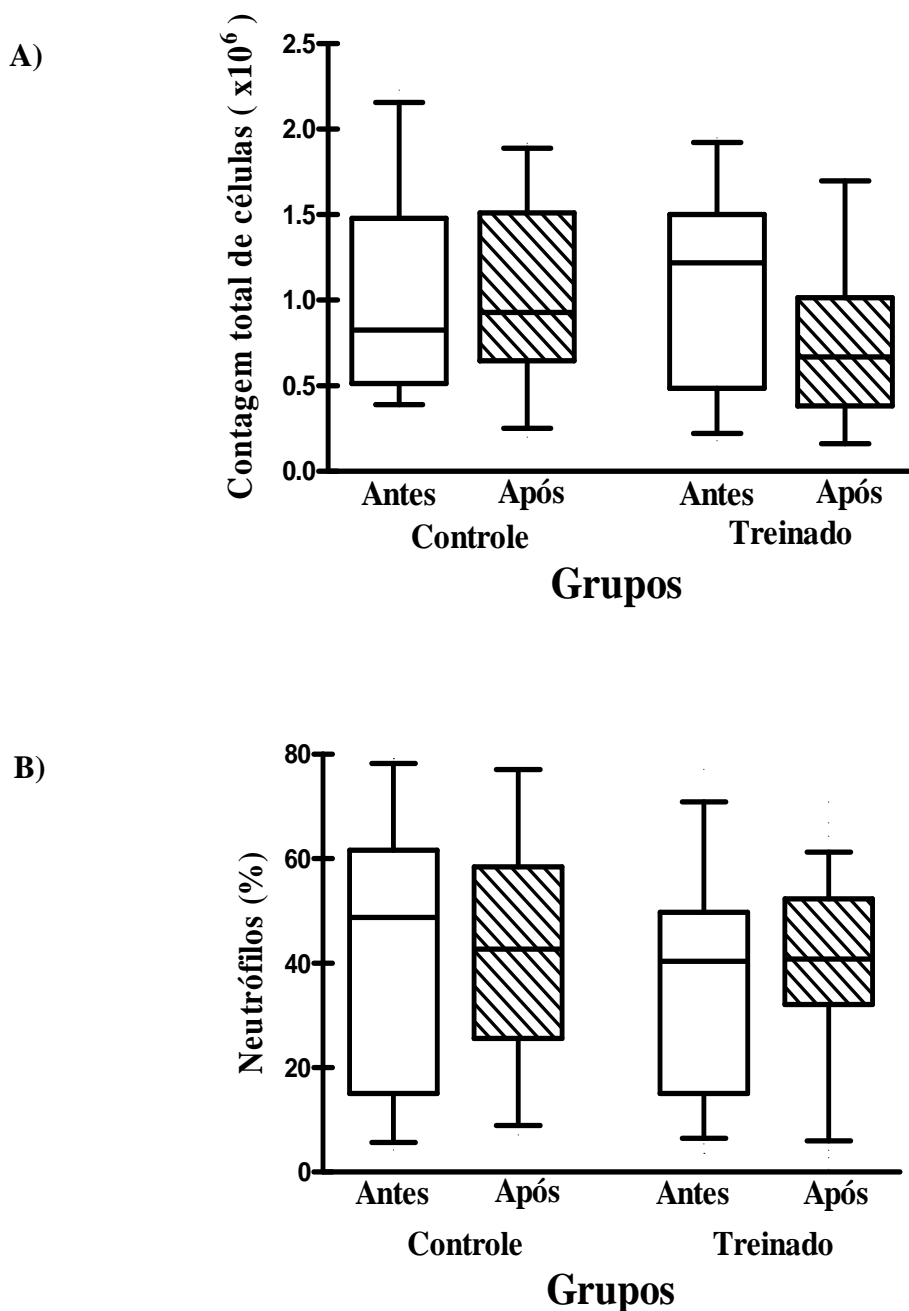 A)
Contagem total de células ( x10⁶)
2.5
2.0
1.5
1.0
0.5
0.0
Antes Após Antes Após
Controle Treinado
Grupos
B)
Neutrófilos (%)
80
60
40
20
0
Antes Após Antes Após
Controle Treinado
Grupos